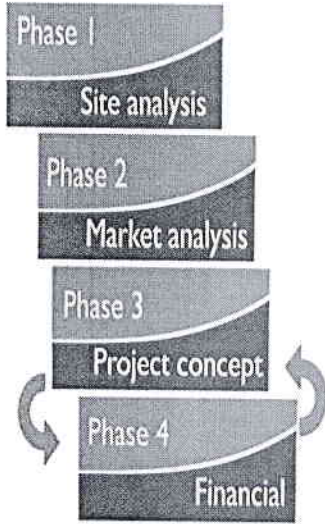 Phase 1
Site analysis
Phase 2
Market analysis
Phase 3
Project concept
Phase 4
Financial